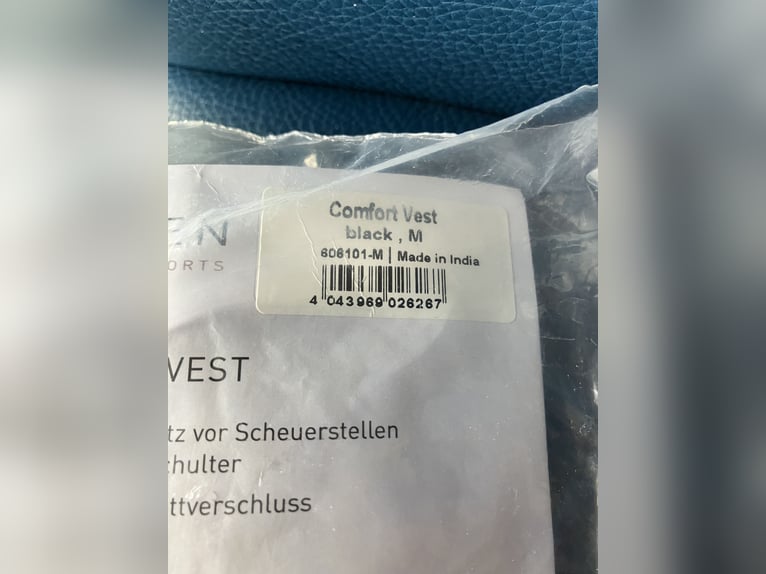 Comfort Vest
black , M
606101-M | Made in India
4 043969 026267
EN
ORTS
VEST
tz vor Scheuerstellen
chulter
ttverschluss